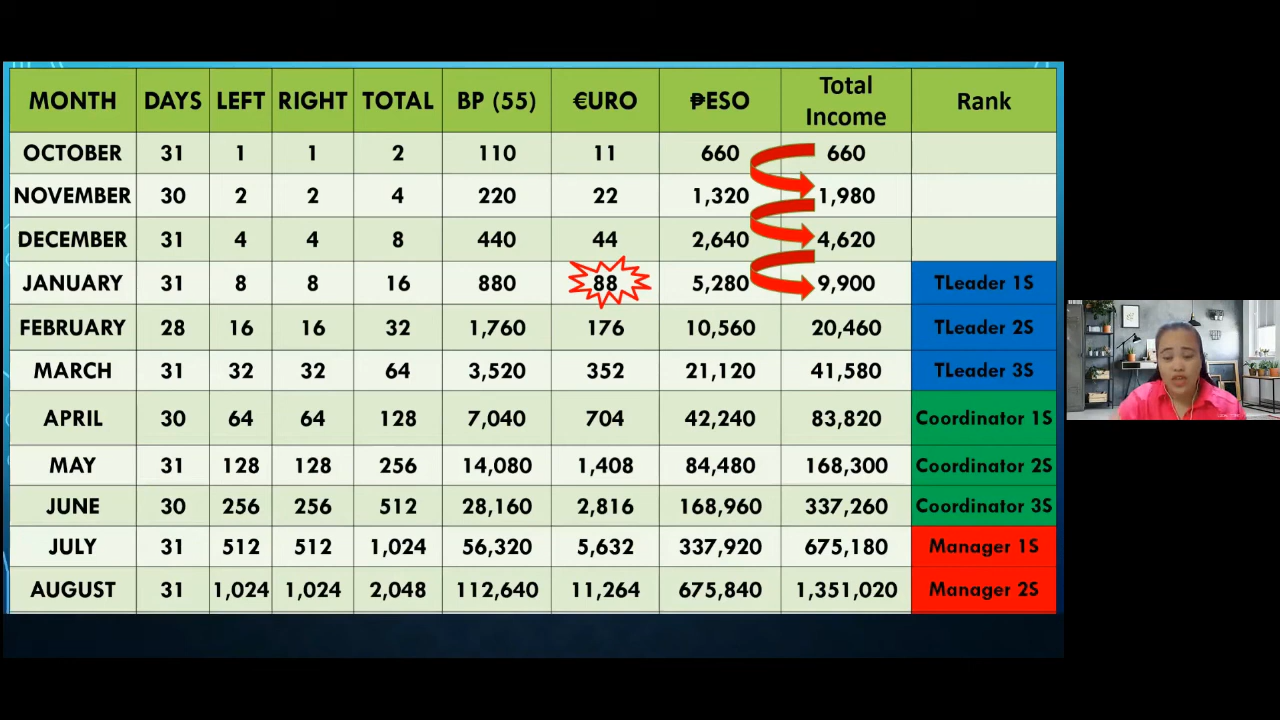 MONTH DAYS LEFT RIGHT TOTAL BP (55) €URO ₱ESO Total Income Rank
OCTOBER 31 1 1 2 110 11 660 660
NOVEMBER 30 2 2 4 220 22 1,320 1,980
DECEMBER 31 4 4 8 440 44 2,640 4,620
JANUARY 31 8 8 16 880 88 5,280 9,900 TLeader 1S
FEBRUARY 28 16 16 32 1,760 176 10,560 20,460 TLeader 2S
MARCH 31 32 32 64 3,520 352 21,120 41,580 TLeader 3S
APRIL 30 64 64 128 7,040 704 42,240 83,820 Coordinator 1S
MAY 31 128 128 256 14,080 1,408 84,480 168,300 Coordinator 2S
JUNE 30 256 256 512 28,160 2,816 168,960 337,260 Coordinator 3S
JULY 31 512 512 1,024 56,320 5,632 337,920 675,180 Manager 1S
AUGUST 31 1,024 1,024 2,048 112,640 11,264 675,840 1,351,020 Manager 2S